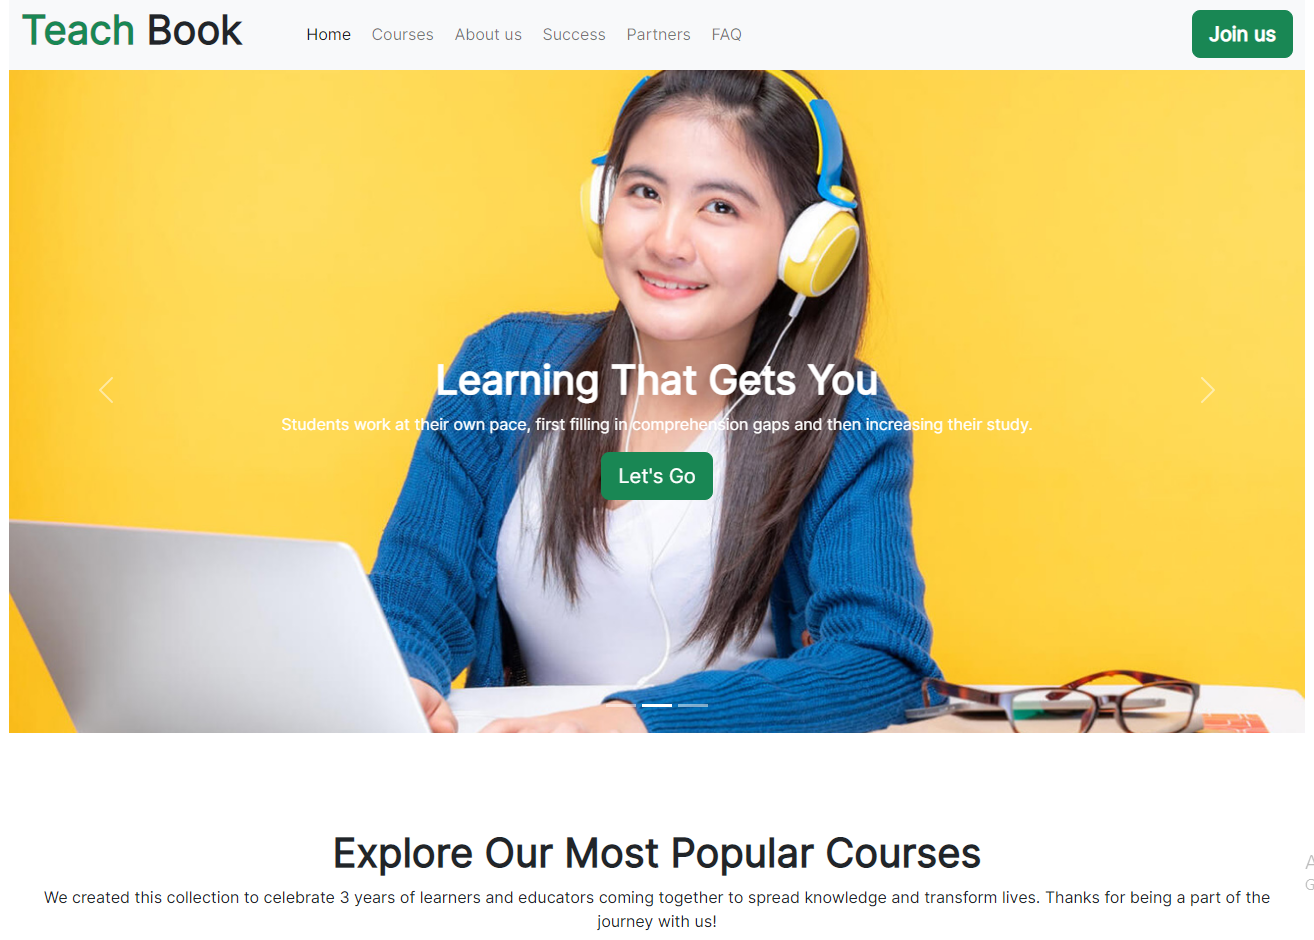 Teach Book
Home Courses About us Success Partners FAQ
Join us
Learning That Gets You
Students work at their own pace, first filling in comprehension gaps and then increasing their study.
Let's Go
Explore Our Most Popular Courses
We created this collection to celebrate 3 years of learners and educators coming together to spread knowledge and transform lives. Thanks for being a part of the
journey with us!